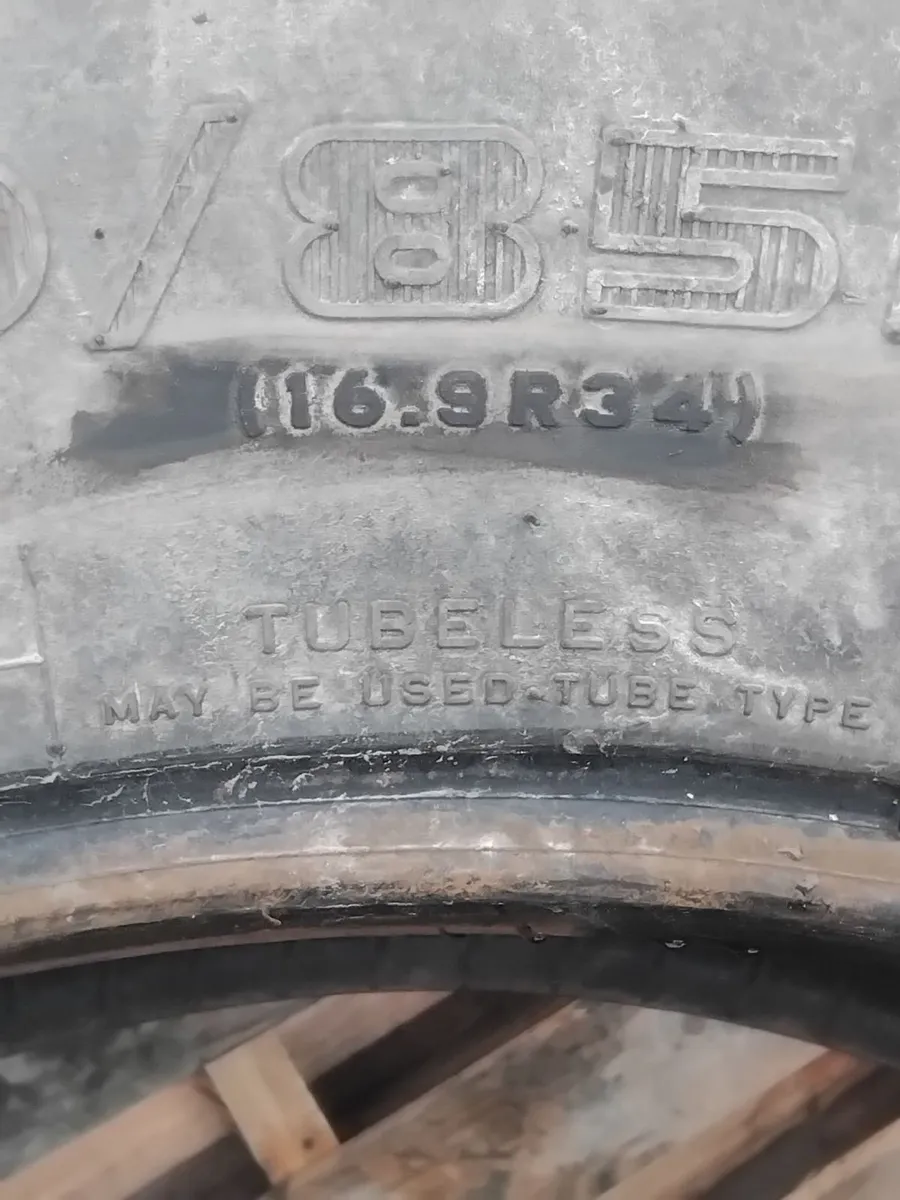 /85
(16.9R34)
TUBELESS
MAY BE USED TUBE TYPE